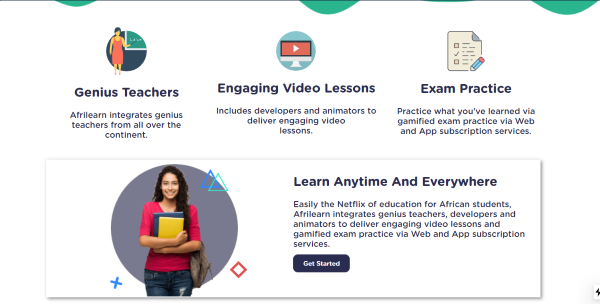 Genius Teachers
Afrilearn integrates genius
teachers from all over the
continent.
Engaging Video Lessons
Includes developers and animators to
deliver engaging video
lessons.
Exam Practice
Practice what you've learned via
gamified exam practice via Web
and App subscription services.
Learn Anytime And Everywhere
Easily the Netflix of education for African students,
Afrilearn integrates genius teachers, developers and
animators to deliver engaging video lessons and
gamified exam practice via Web and App subscription
services.
Get Started